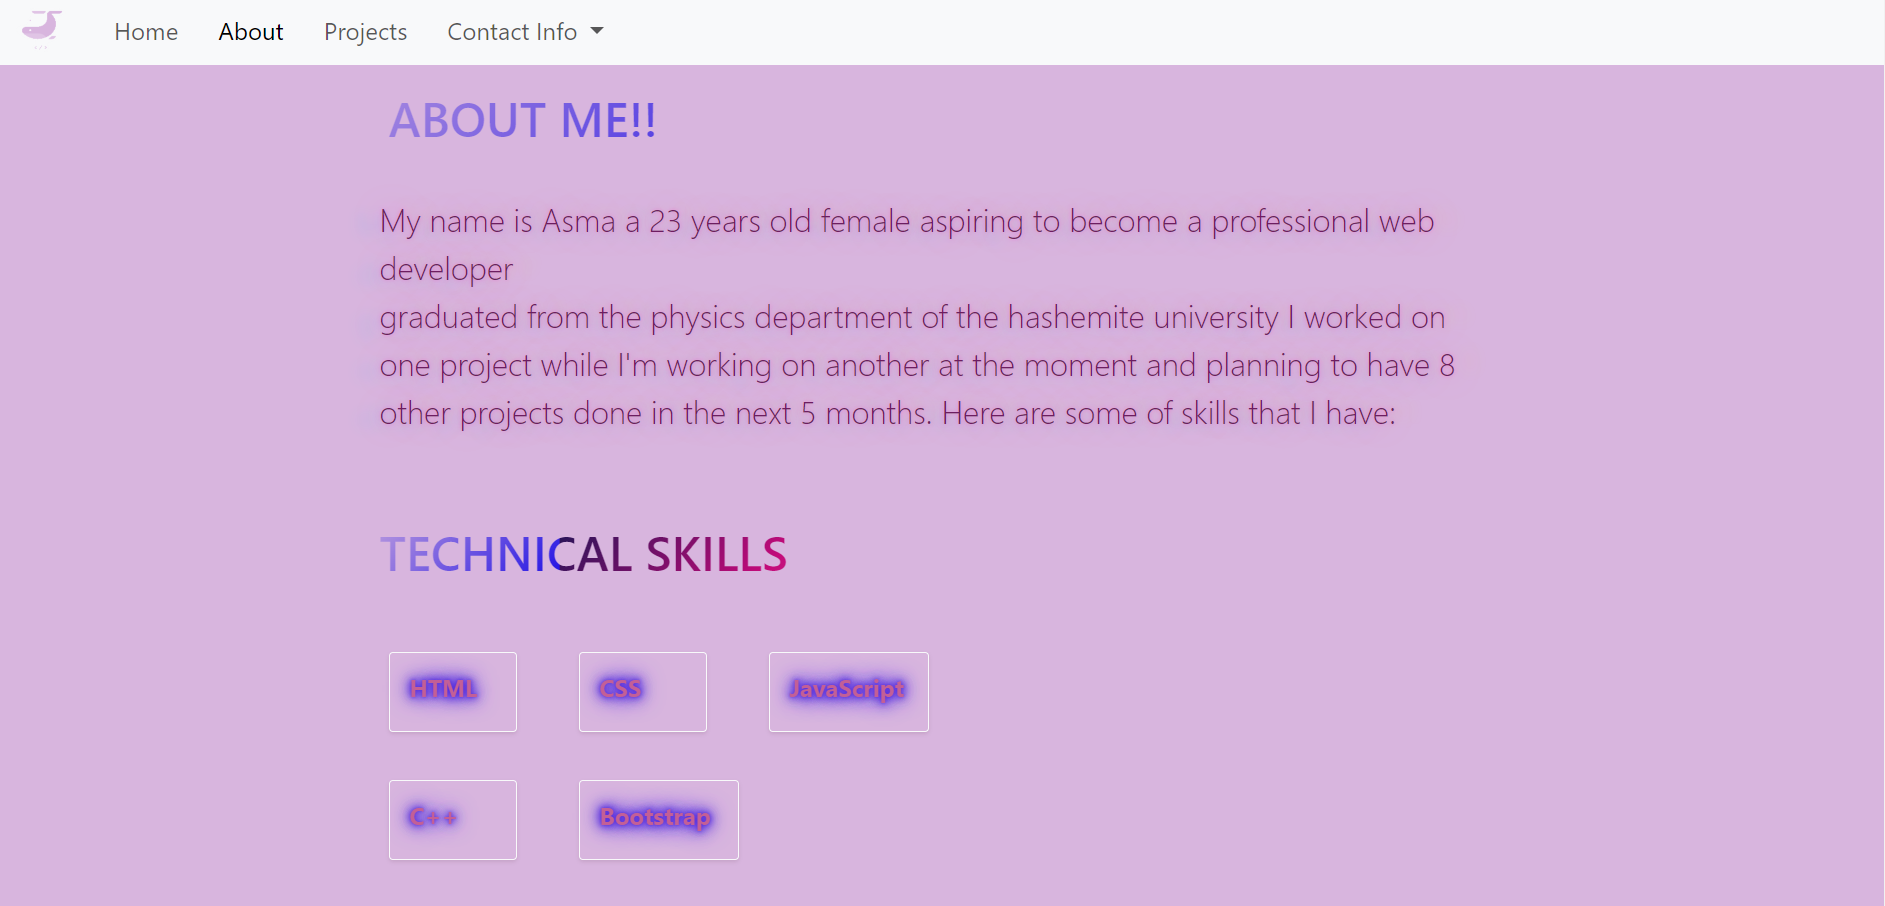 Home About Projects Contact Info
ABOUT ME!!
My name is Asma a 23 years old female aspiring to become a professional web
developer
graduated from the physics department of the hashemite university I worked on
one project while I'm working on another at the moment and planning to have 8
other projects done in the next 5 months. Here are some of skills that I have:
TECHNICAL SKILLS
HTML CSS JavaScript
C++ Bootstrap